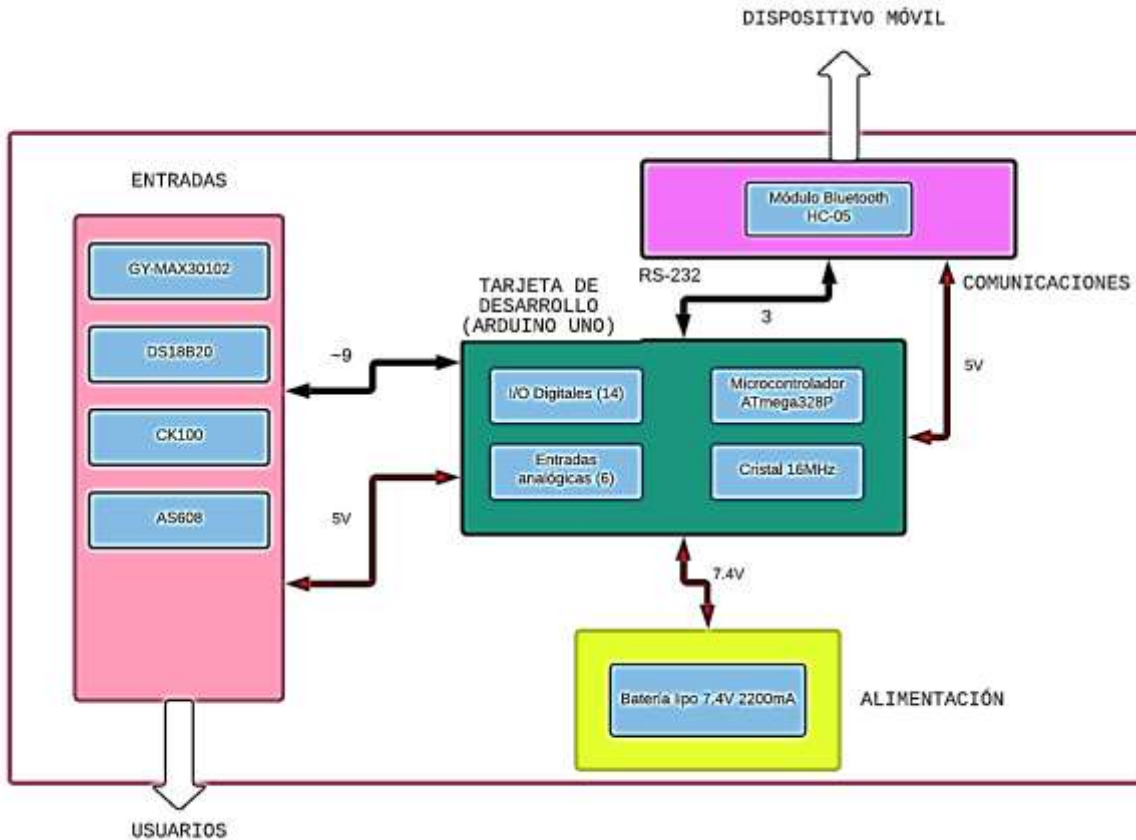 DISPOSITIVO MÓVIL
ENTRADAS
GY-MAX30102
DS18B20
CK100
AS608
~9
5V
USUARIOS
Módulo Bluetooth
HC-05
COMUNICACIONES
RS-232
3
5V
TARJETA DE
DESARROLLO
(ARDUINO UNO)
I/O Digitales (14)
Microcontrolador
ATmega328P
Entradas
analógicas (6)
Cristal 16MHz
7.4V
Batería lipo 7.4V 2200mA
ALIMENTACIÓN